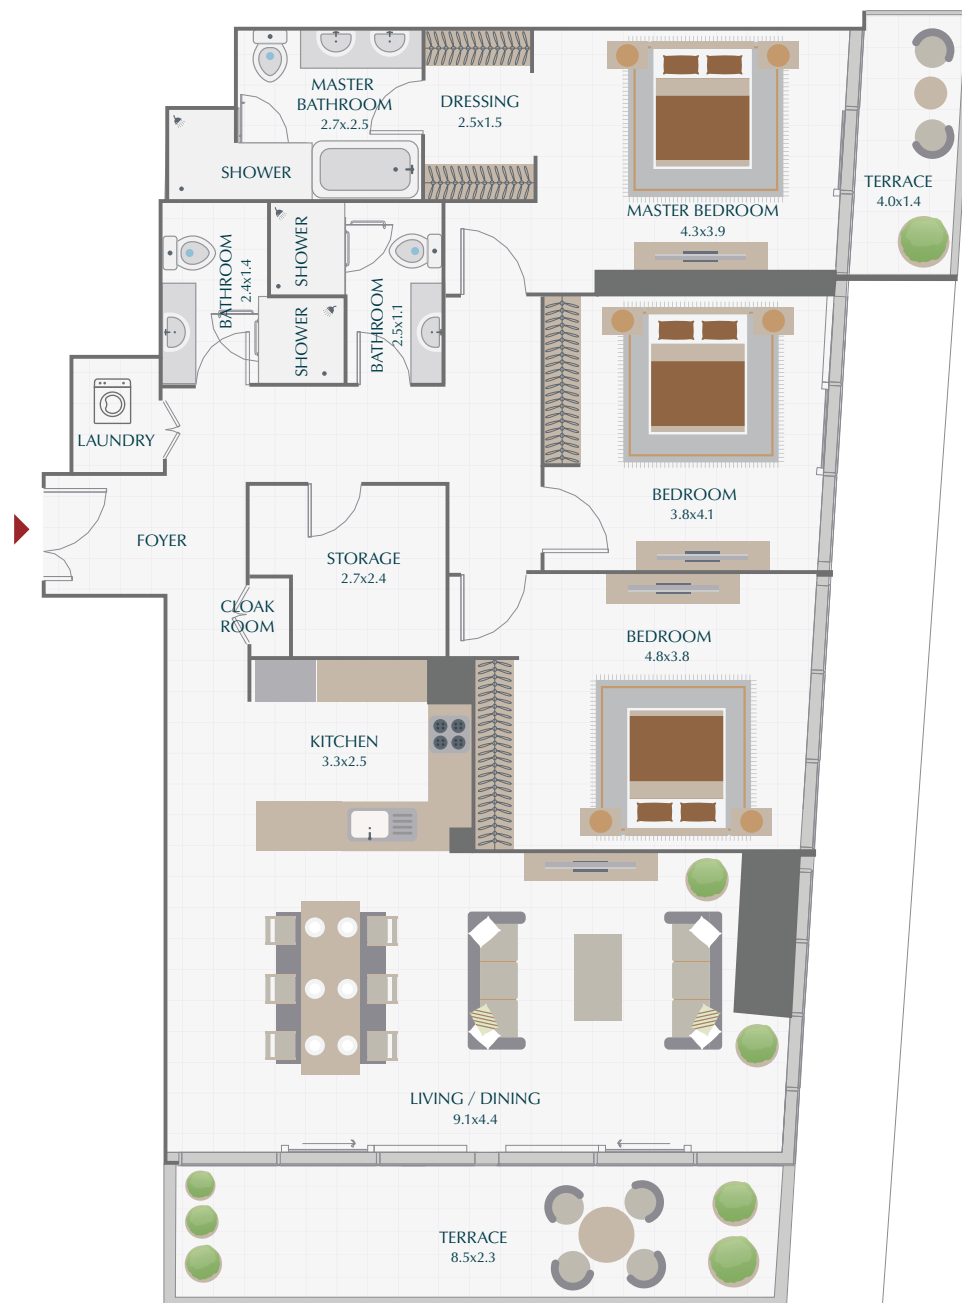 MASTER
BATHROOM
2.7x.2.5
DRESSING
2.5x1.5
SHOWER
TERRACE
4.0x1.4
MASTER BEDROOM
4.3x3.9
BATHROOM
2.4x1.4
SHOWER
SHOWER
BATHROOM
2.5x1.1
LAUNDRY
BEDROOM
3.8x4.1
FOYER
STORAGE
2.7x2.4
CLOAK
ROOM
BEDROOM
4.8x3.8
KITCHEN
3.3x2.5
LIVING / DINING
9.1x4.4
TERRACE
8.5x2.3